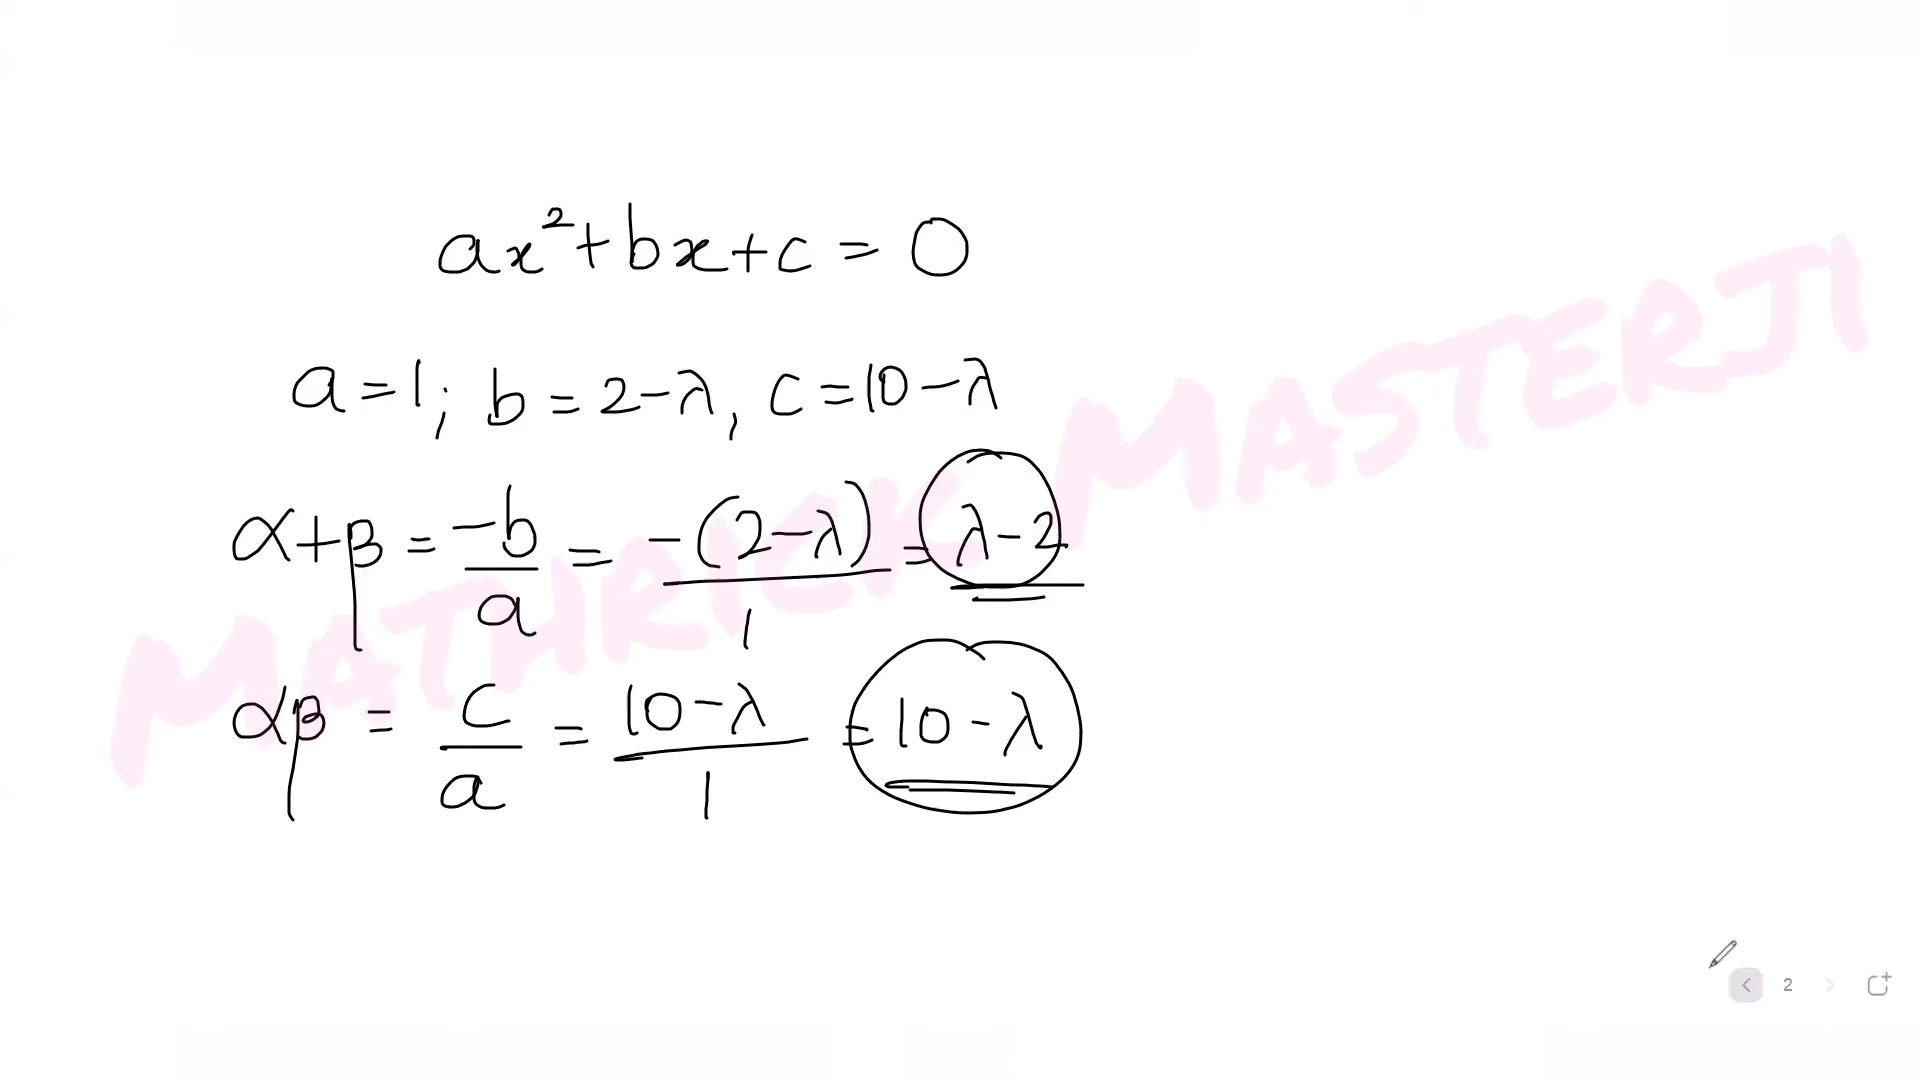 ax²+bx+c = 0
a=1; b=2-λ, c=10-λ
α+β = -b/a = -(2-λ)/1 = λ-2
αβ = c/a = 10-λ/1 = 10-λ
MATHRICK MASTERJI
2